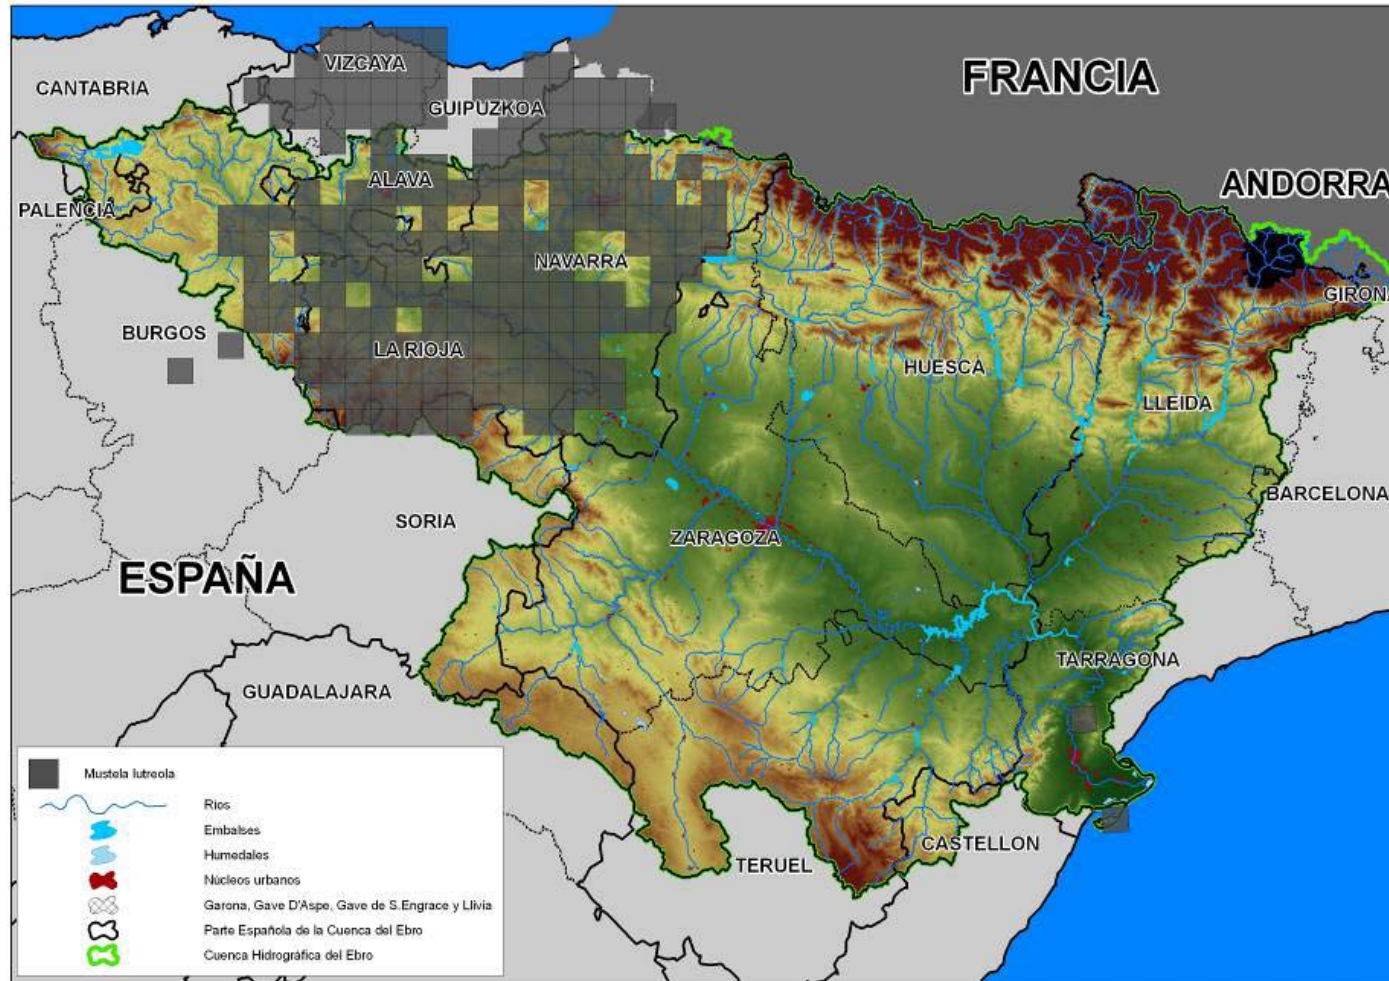 FRANCIA
VIZCAYA
CANTABRIA
GUIPUZKOA
ALAVA
ANDORRA
PALENCIA
NAVARRA
GIRON
BURGOS
LA RIOJA
HUESCA
LLEIDA
BARCELONA
SORIA
ZARAGOZA
ESPAÑA
TARRAGONA
GUADALAJARA
CASTELLON
TERUEL
Mustela lutreola
Rios
Embalses
Humedales
Núcleos urbanos
Garona, Gave D'Aspe, Gave de S.Engrace y Llivia
Parte Española de la Cuenca del Ebro
Cuenca Hidrográfica del Ebro